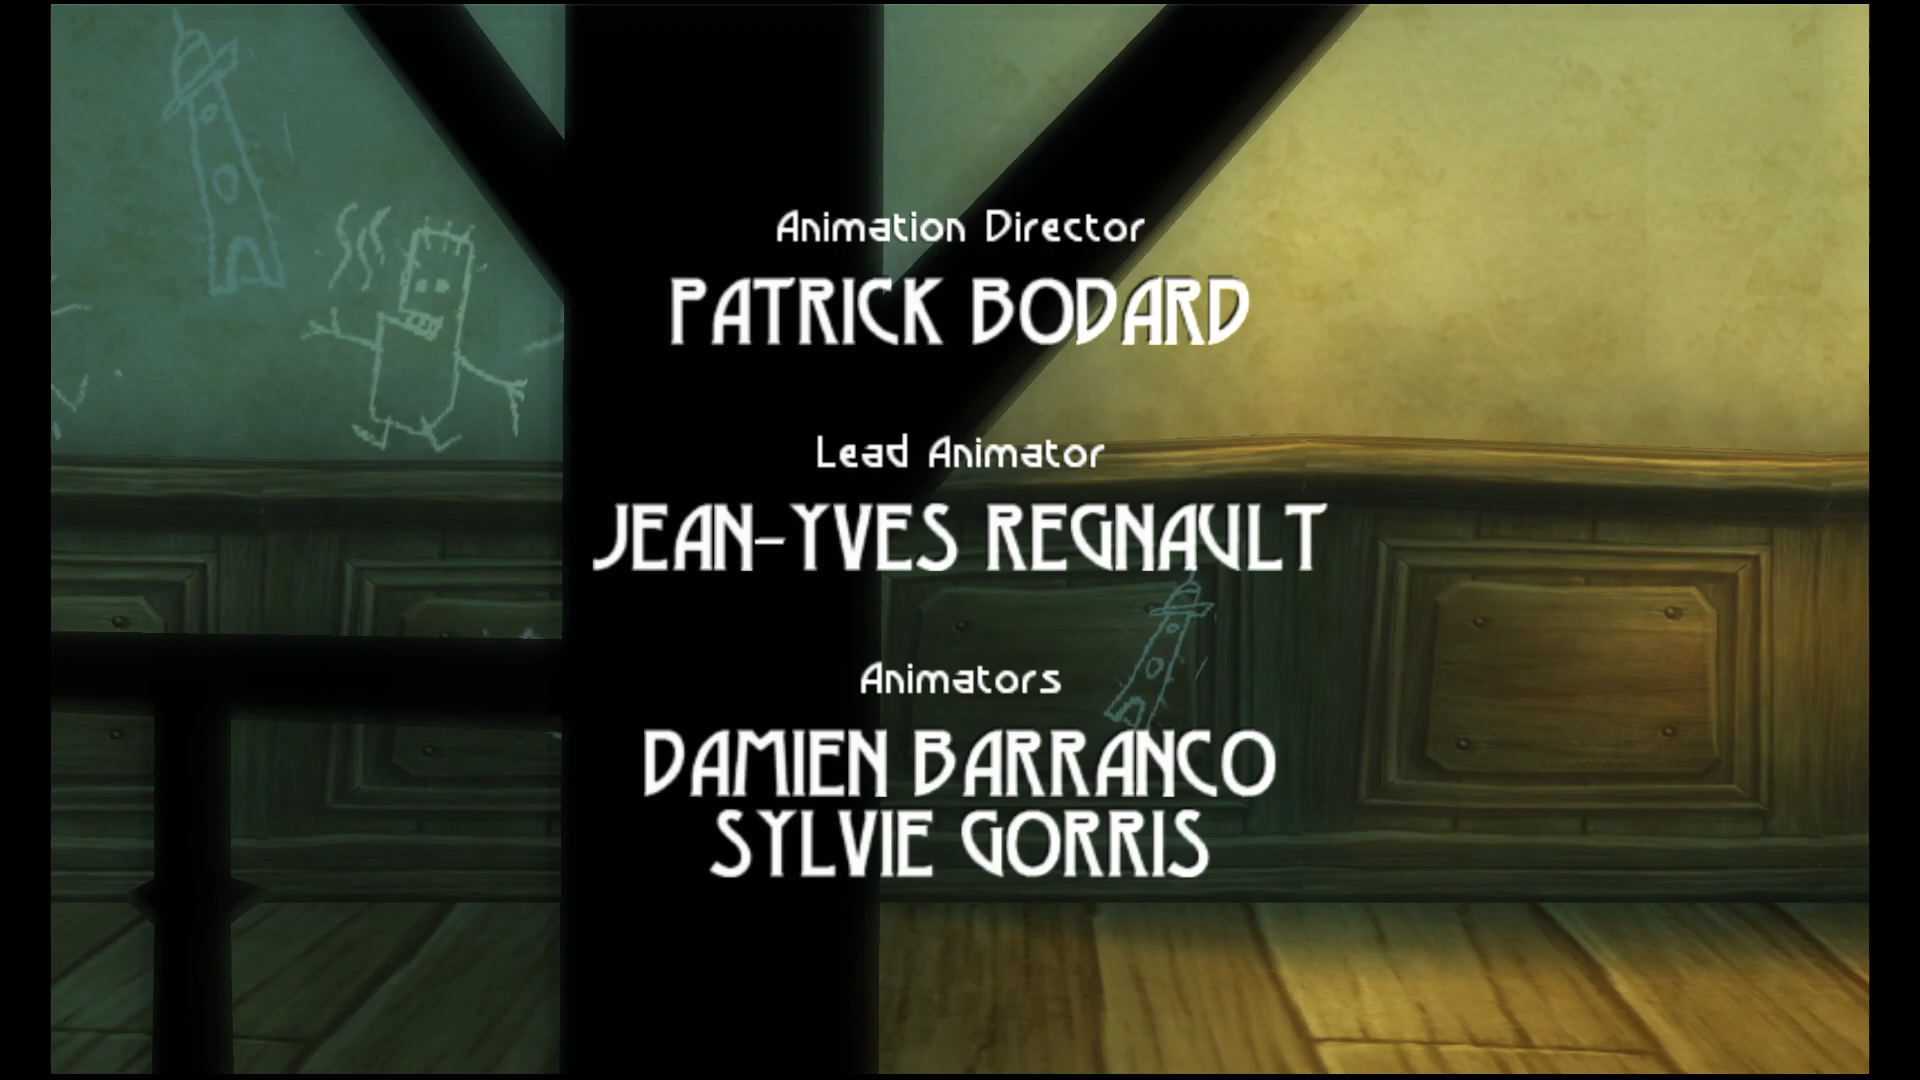 Animation Director
PATRICK BODARD
Lead Animator
JEAN-YVES REGNAULT
Animators
DAMIEN BARRANCO
SYLVIE GORRIS